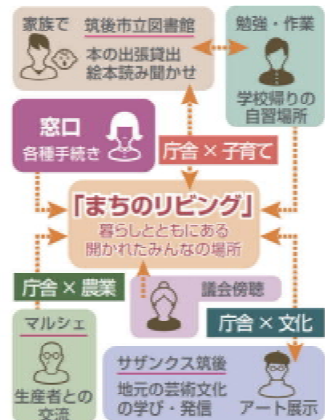 家族で
筑後市立図書館
本の出張貸出
絵本読み聞かせ
勉強・作業
学校帰りの
自習場所
窓口
各種手続き
庁舎×子育て
「まちのリビング」
暮らしとともにある
開かれたみんなの場所
庁舎×農業
議会傍聴
庁舎×文化
マルシェ
生産者との
交流
サザンクス筑後
地元の芸術文化
の学び・発信
アート展示